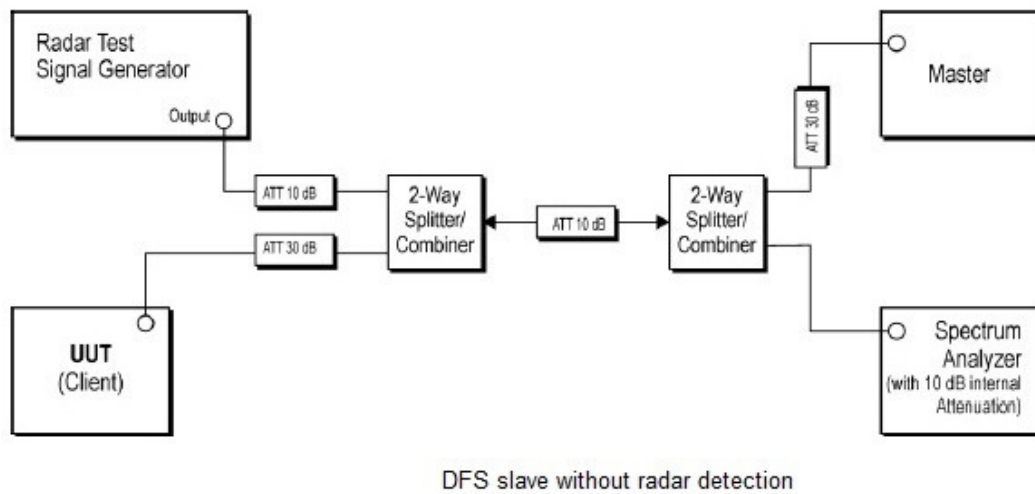 Radar Test
Signal Generator
Output
ATT 10 dB
ATT 30 dB
UUT
(Client)
2-Way
Splitter/
Combiner
ATT 10 dB
2-Way
Splitter/
Combiner
ATT 30 dB
Master
Spectrum
Analyzer
(with 10 dB internal
Attenuation)
DFS slave without radar detection